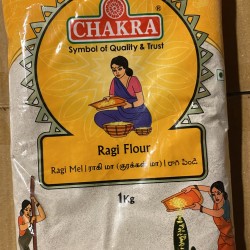 CHAKRA ®
Symbol of Quality & Trust
Ragi Flour
Ragi Mel | ராகி மா (குரக்கன் மா) | రాగి పిండి
1Kg